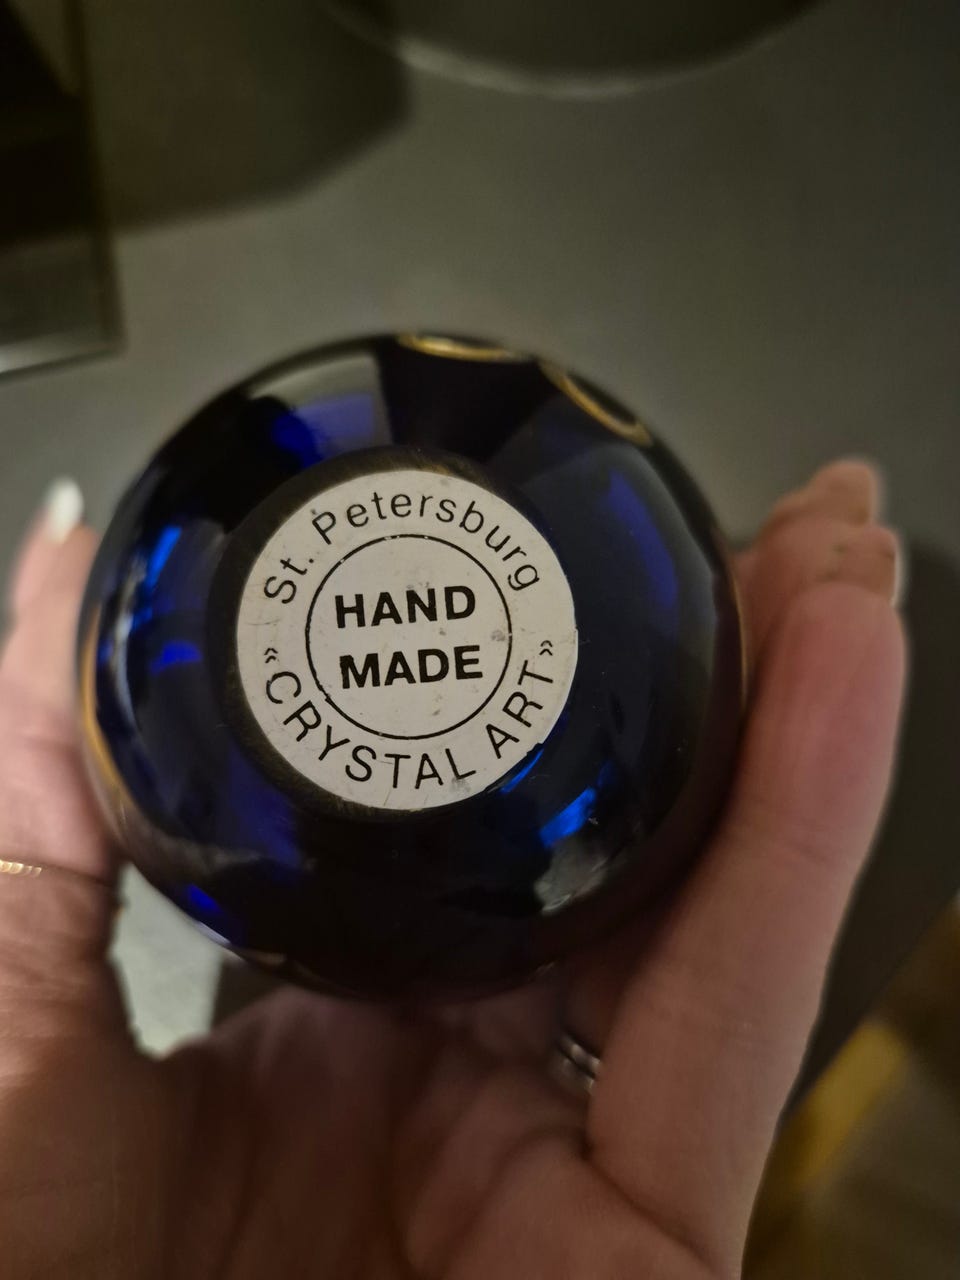 St. Petersburg
HAND
MADE
«CRYSTAL ART»